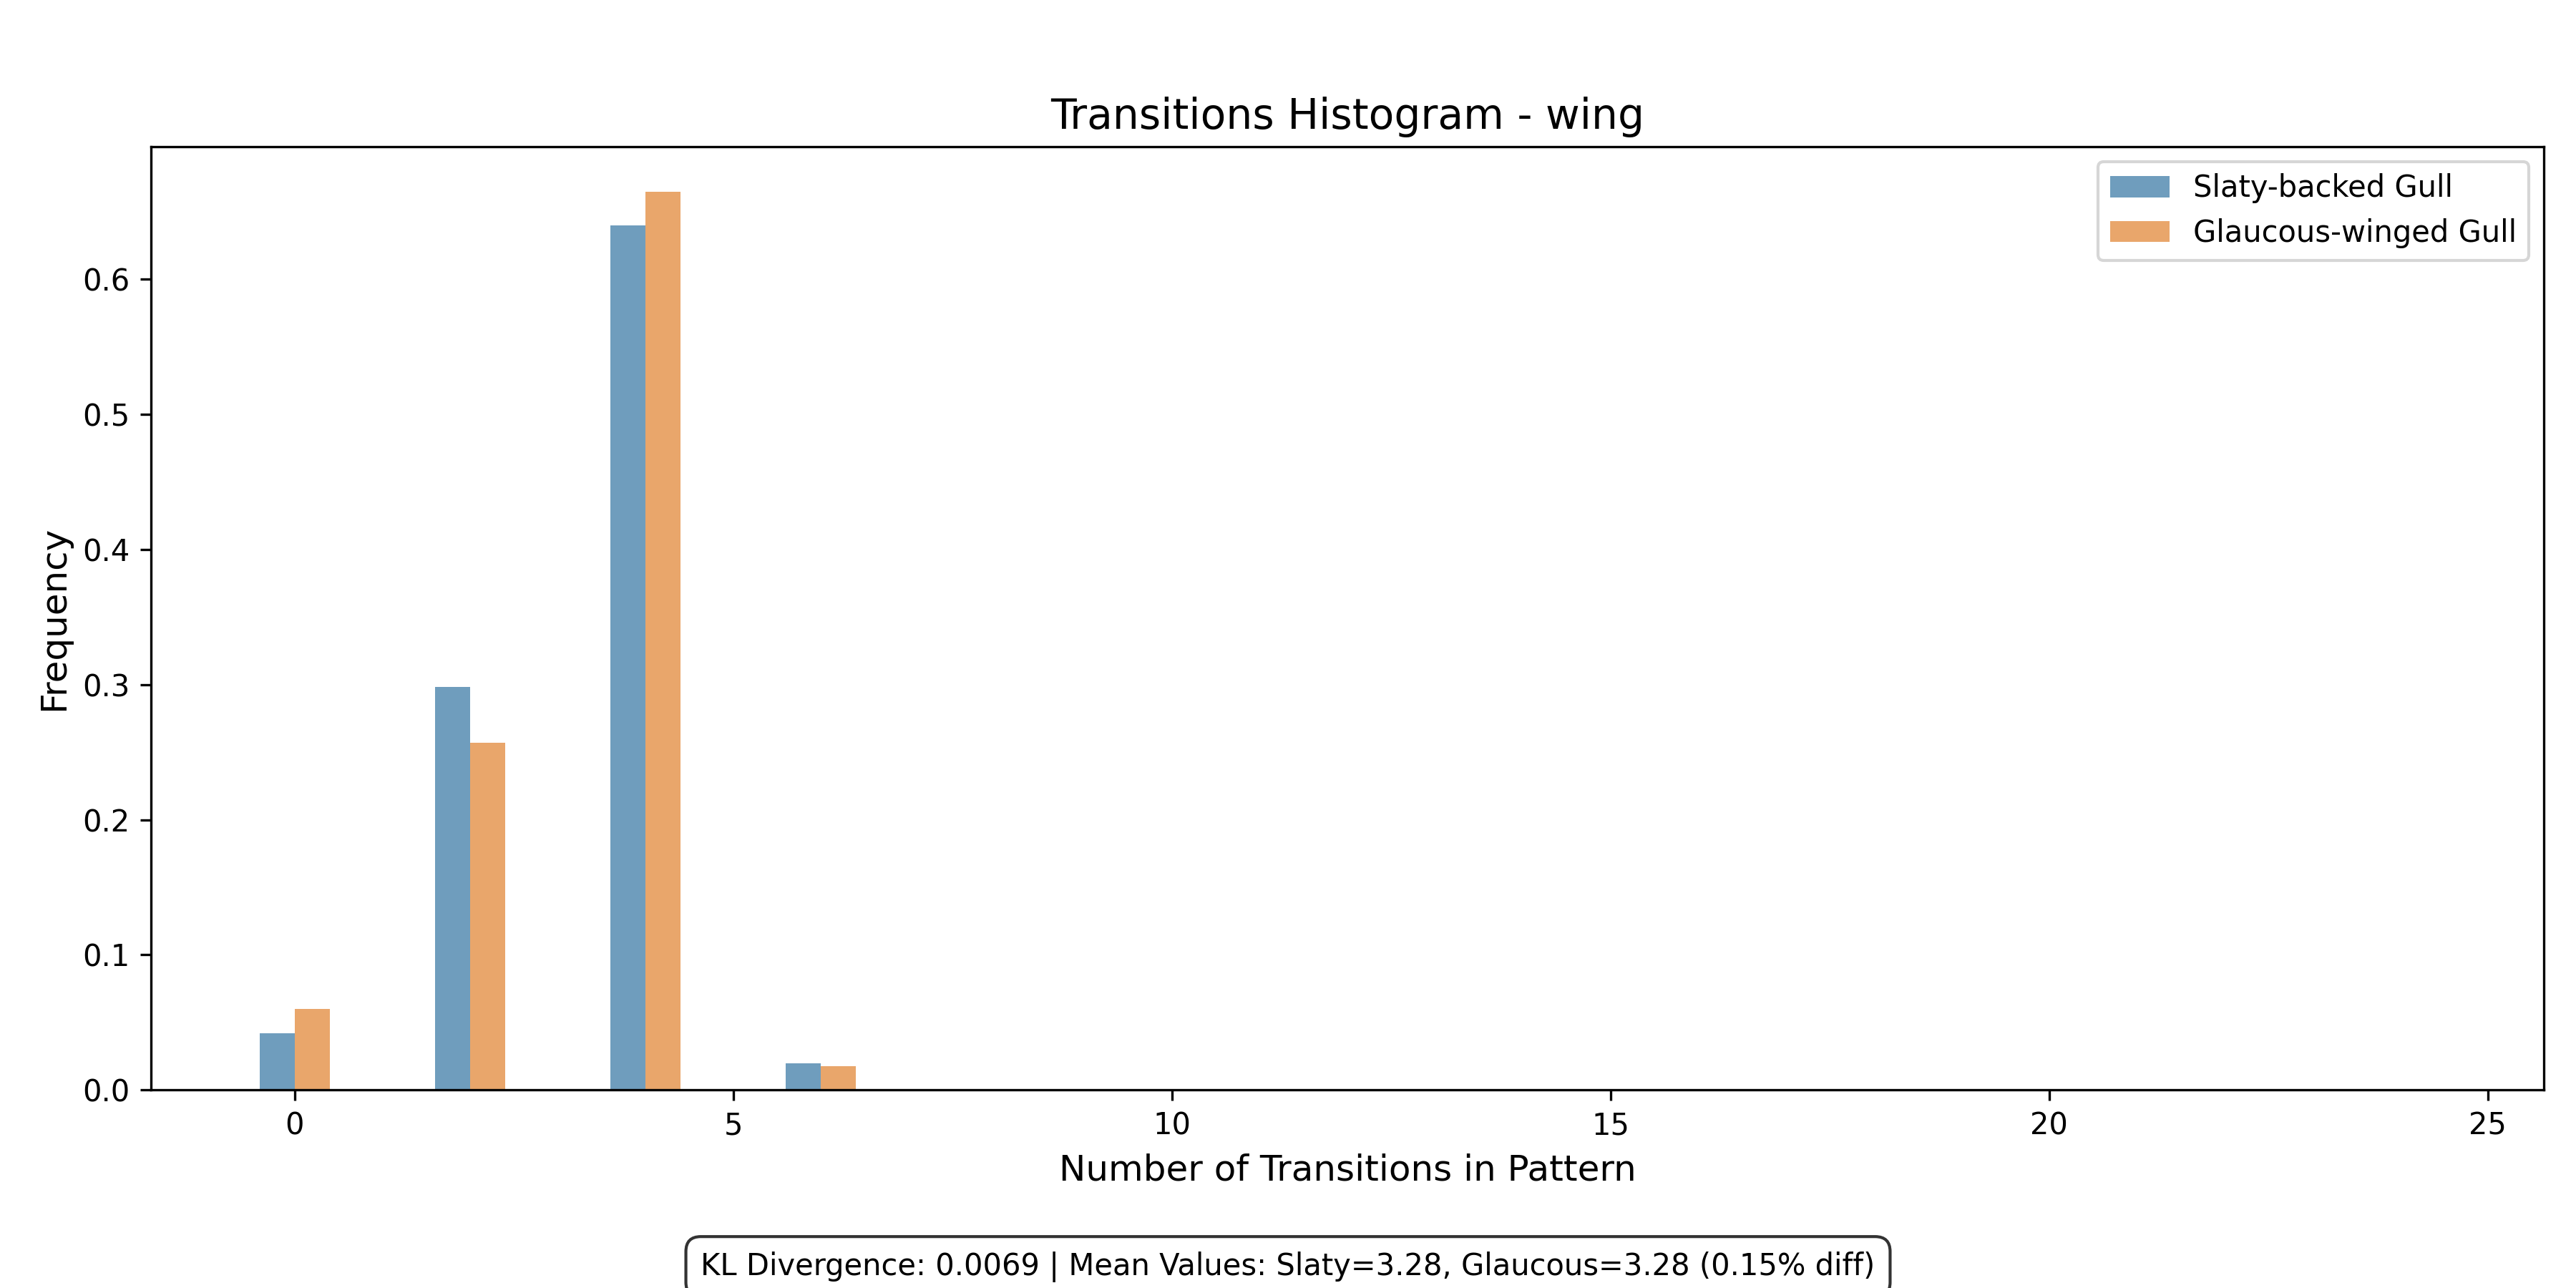 Transitions Histogram - wing
Slaty-backed Gull
Glaucous-winged Gull
Frequency
0.6
0.5
0.4
0.3
0.2
0.1
0.0
0 5 10 15 20 25
Number of Transitions in Pattern
KL Divergence: 0.0069 | Mean Values: Slaty=3.28, Glaucous=3.28 (0.15% diff)